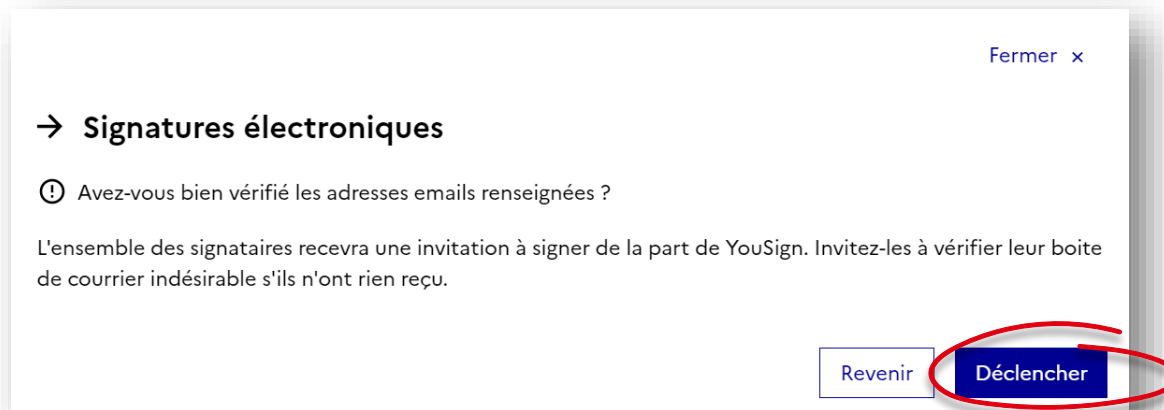 Fermer ×
→ Signatures électroniques
Avez-vous bien vérifié les adresses emails renseignées ?
L'ensemble des signataires recevra une invitation à signer de la part de YouSign. Invitez-les à vérifier leur boite
de courrier indésirable s'ils n'ont rien reçu.
Revenir Déclencher